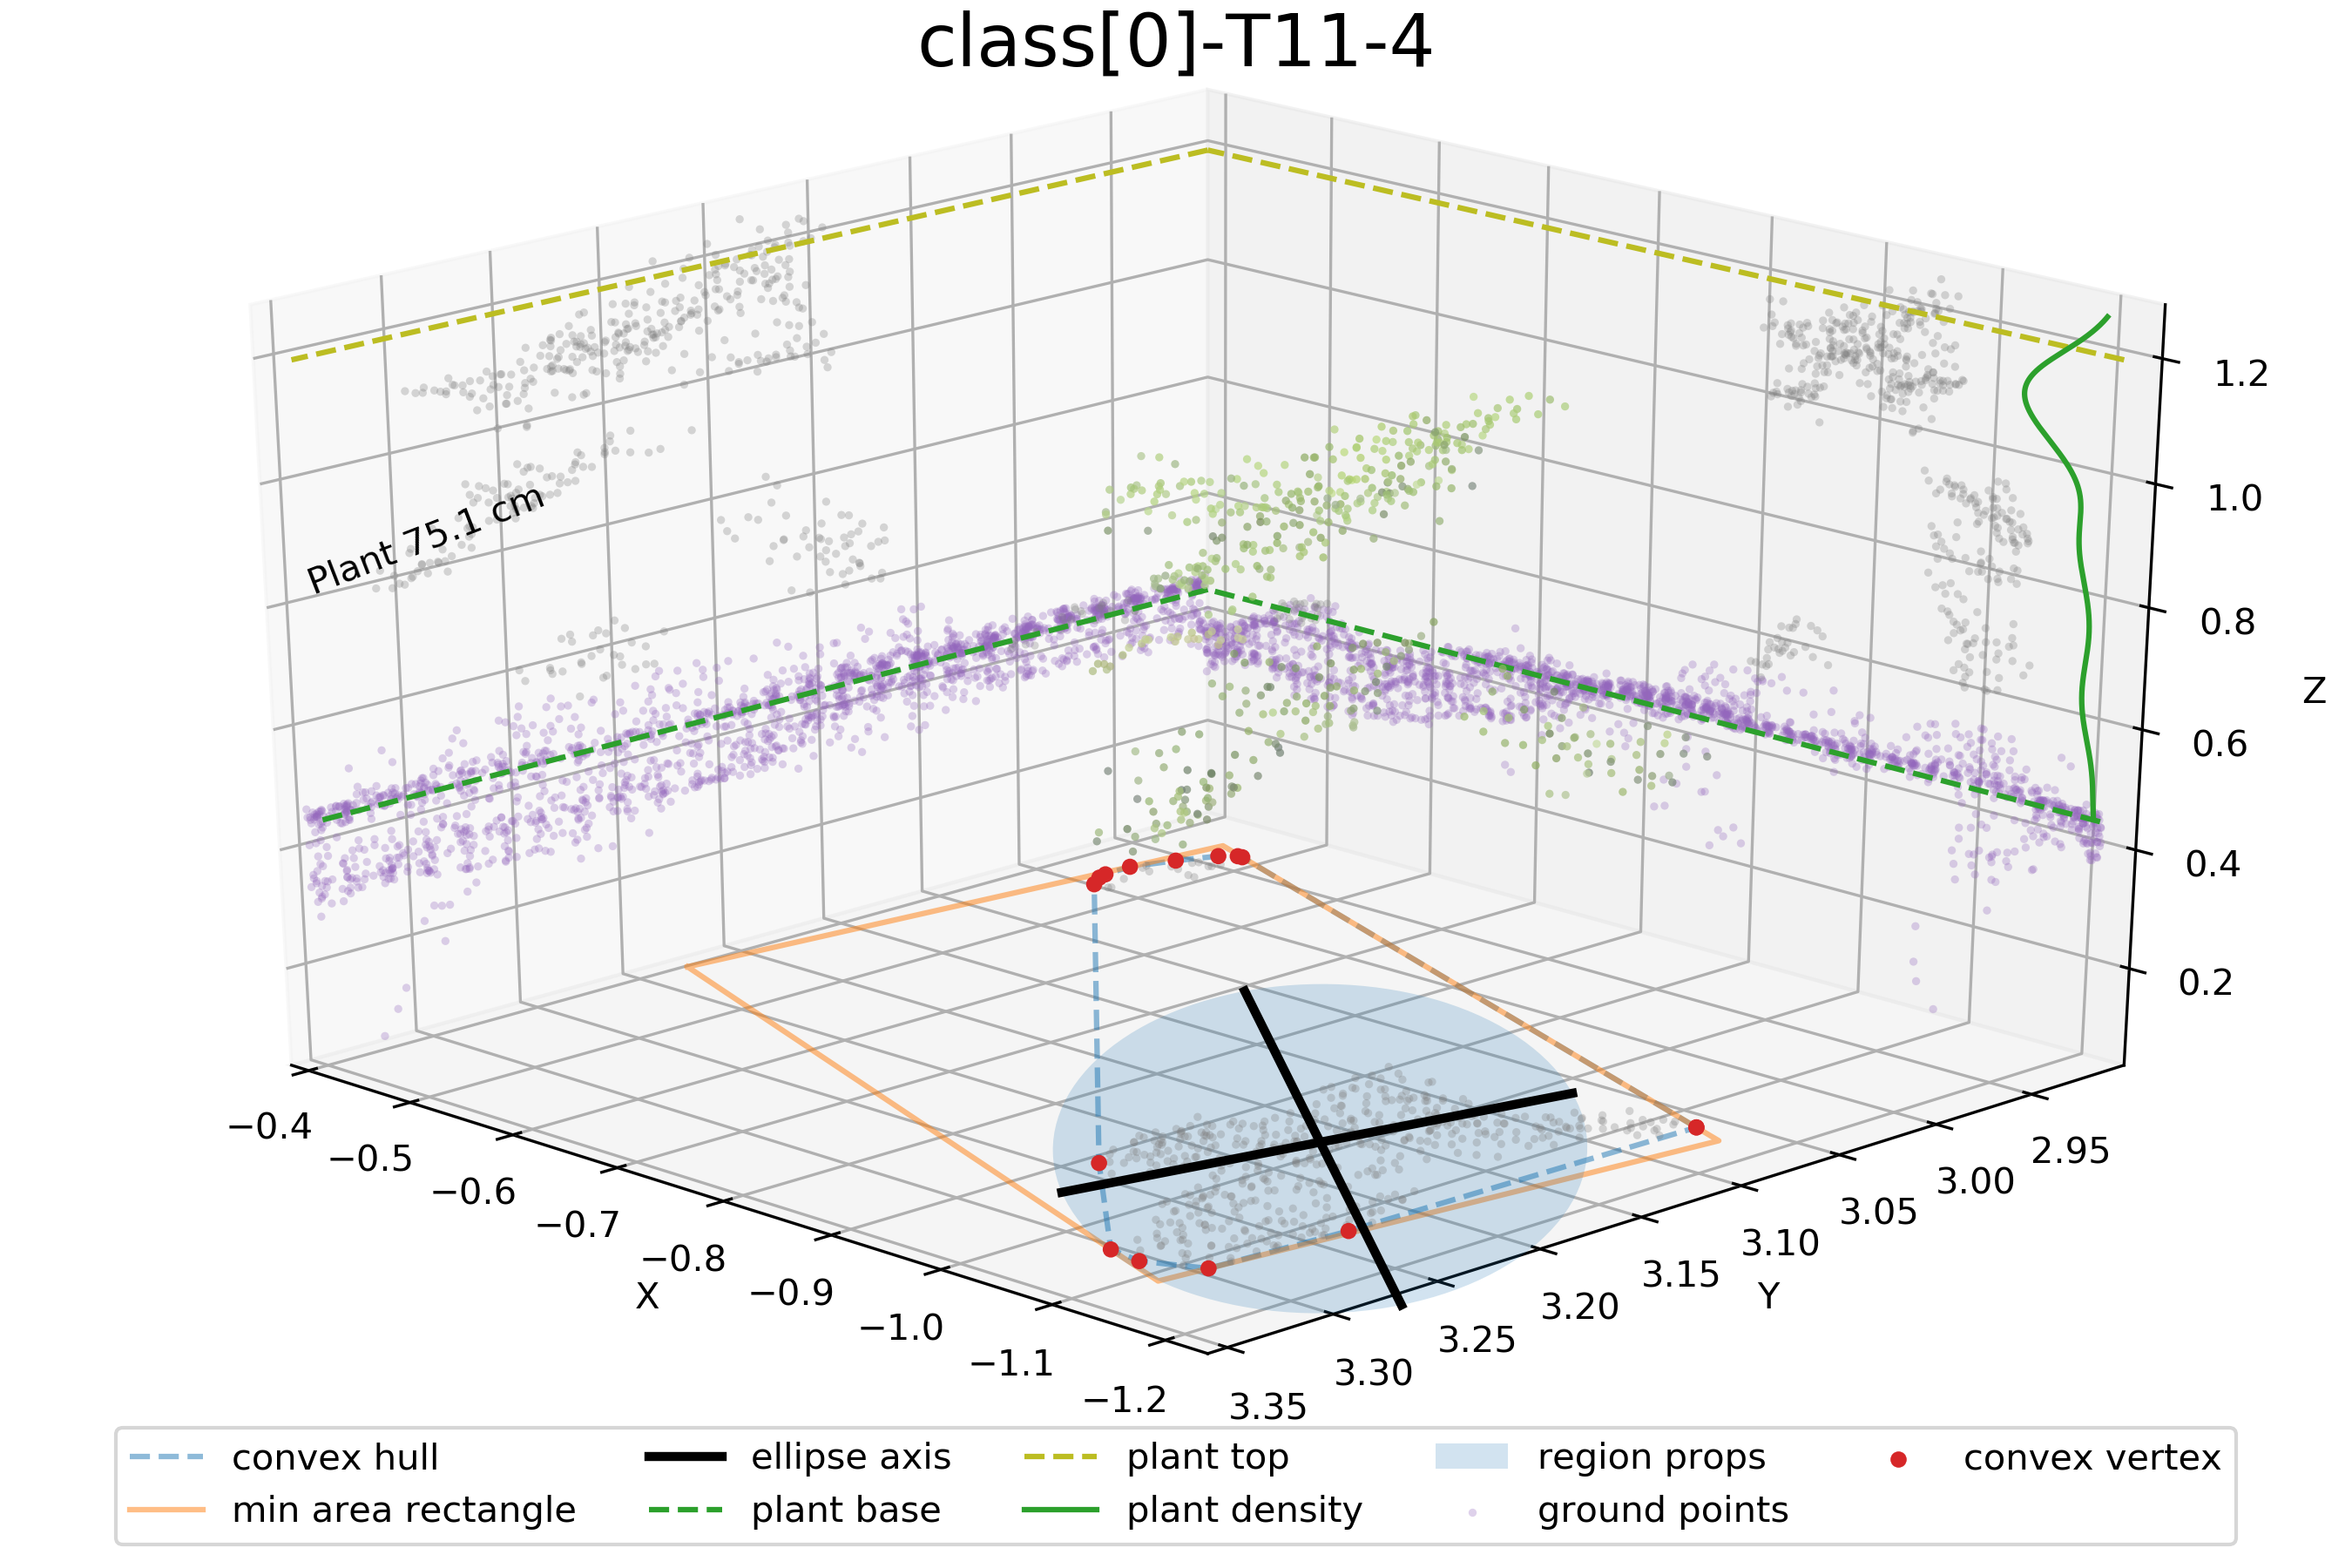 class[0]-T11-4
Plant 75.1 cm
1.2
1.0
0.8
0.6
0.4
0.2
Z
−0.4
−0.5
−0.6
−0.7
−0.8
−0.9
−1.0
−1.1
−1.2
X
2.95
3.00
3.05
3.10
3.15
3.20
3.25
3.30
3.35
Y
convex hull
min area rectangle
ellipse axis
plant base
plant top
plant density
region props
ground points
convex vertex